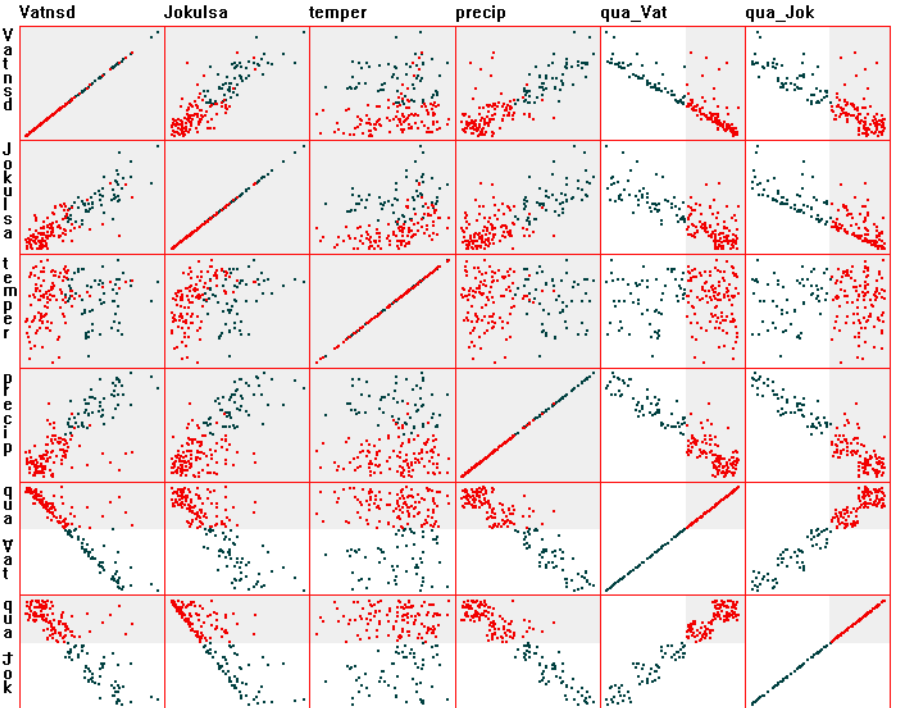 Vatnsd Jokulsa temper precip qua_Vat qua_Jok
Vatnsd
Jokulsa
temper
precip
qua_Vat
qua_Jok